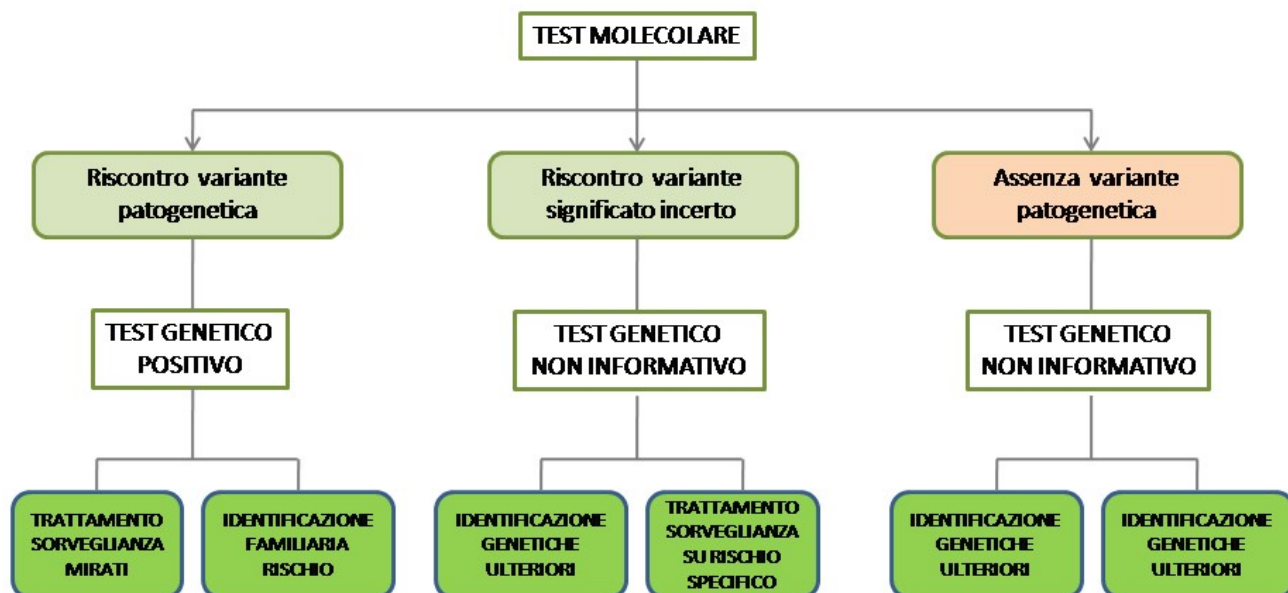 TEST MOLECOLARE
Riscontro variante
patogenetica
Riscontro variante
significato incerto
Assenza variante
patogenetica
TEST GENETICO
POSITIVO
TEST GENETICO
NON INFORMATIVO
TEST GENETICO
NON INFORMATIVO
TRATTAMENTO
SORVEGLIANZA
MIRATI
IDENTIFICAZIONE
FAMILIARIA
RISCHIO
IDENTIFICAZIONE
GENETICHE
ULTERIORI
TRATTAMENTO
SORVEGLIANZA
SU RISCHIO
SPECIFICO
IDENTIFICAZIONE
GENETICHE
ULTERIORI
IDENTIFICAZIONE
GENETICHE
ULTERIORI